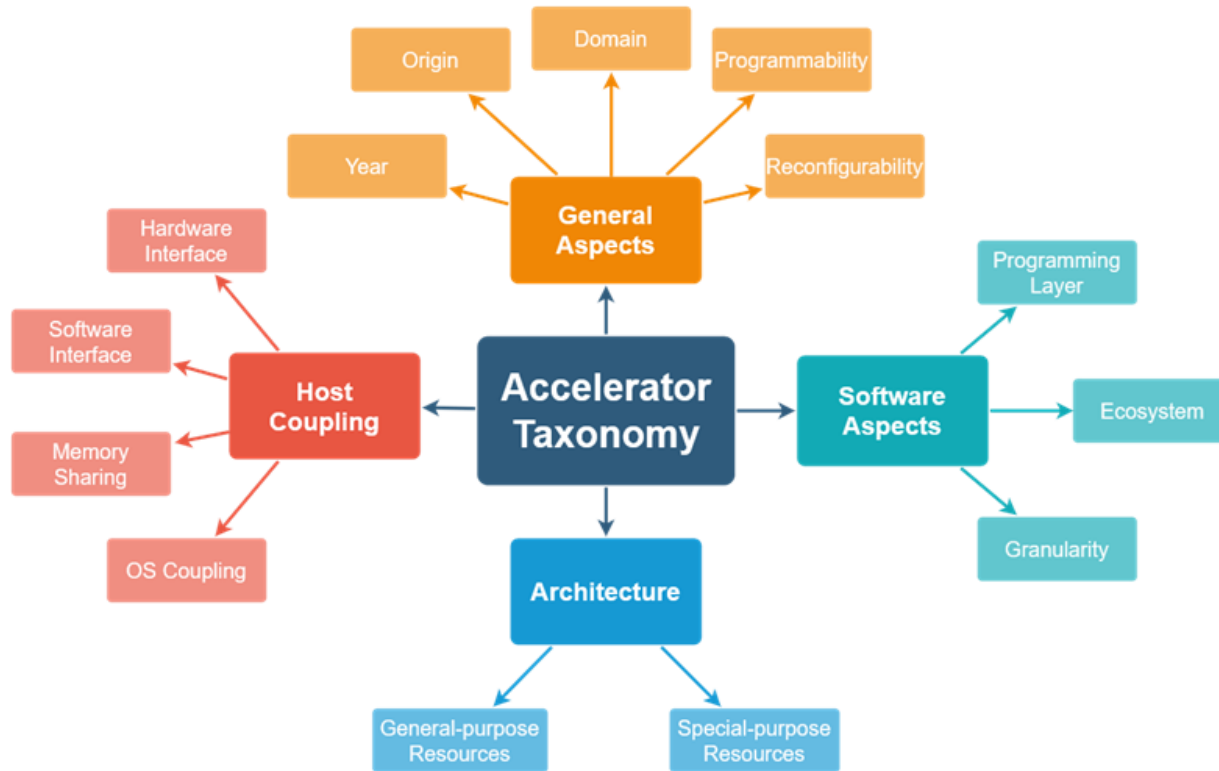 Domain
Origin
Programmability
Year
Reconfigurability
General
Aspects
Hardware
Interface
Programming
Layer
Software
Interface
Host
Coupling
Accelerator
Taxonomy
Software
Aspects
Ecosystem
Memory
Sharing
OS Coupling
Granularity
Architecture
General-purpose
Resources
Special-purpose
Resources